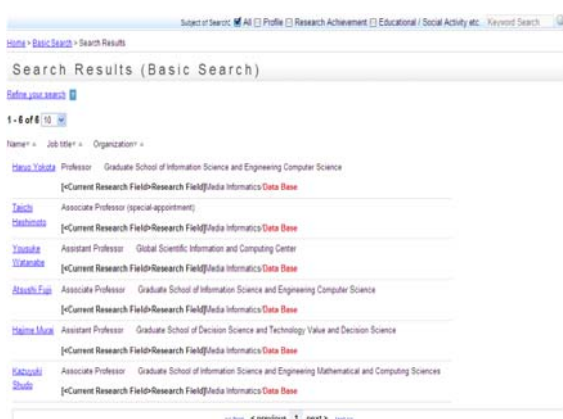 Subject of Search: All Profile Research Achievement Educational / Social Activity etc. Keyword Search
Home > Basic Search > Search Results
Search Results (Basic Search)
Refine your search ?
1 - 6 of 6 10
Name Job title Organization
Haruo Yokota Professor Graduate School of Information Science and Engineering Computer Science
[<Current Research Field>Research Field]Media Informatics/Data Base
Taiichi Hashimoto Associate Professor (special-appointment)
[<Current Research Field>Research Field]Media Informatics/Data Base
Yousuke Watanabe Assistant Professor Global Scientific Information and Computing Center
[<Current Research Field>Research Field]Media Informatics/Data Base
Atsushi Fujii Associate Professor Graduate School of Information Science and Engineering Computer Science
[<Current Research Field>Research Field]Media Informatics/Data Base
Hajime Murai Assistant Professor Graduate School of Decision Science and Technology Value and Decision Science
[<Current Research Field>Research Field]Media Informatics/Data Base
Kazuyuki Shudo Associate Professor Graduate School of Information Science and Engineering Mathematical and Computing Sciences
[<Current Research Field>Research Field]Media Informatics/Data Base
< previous 1 next >